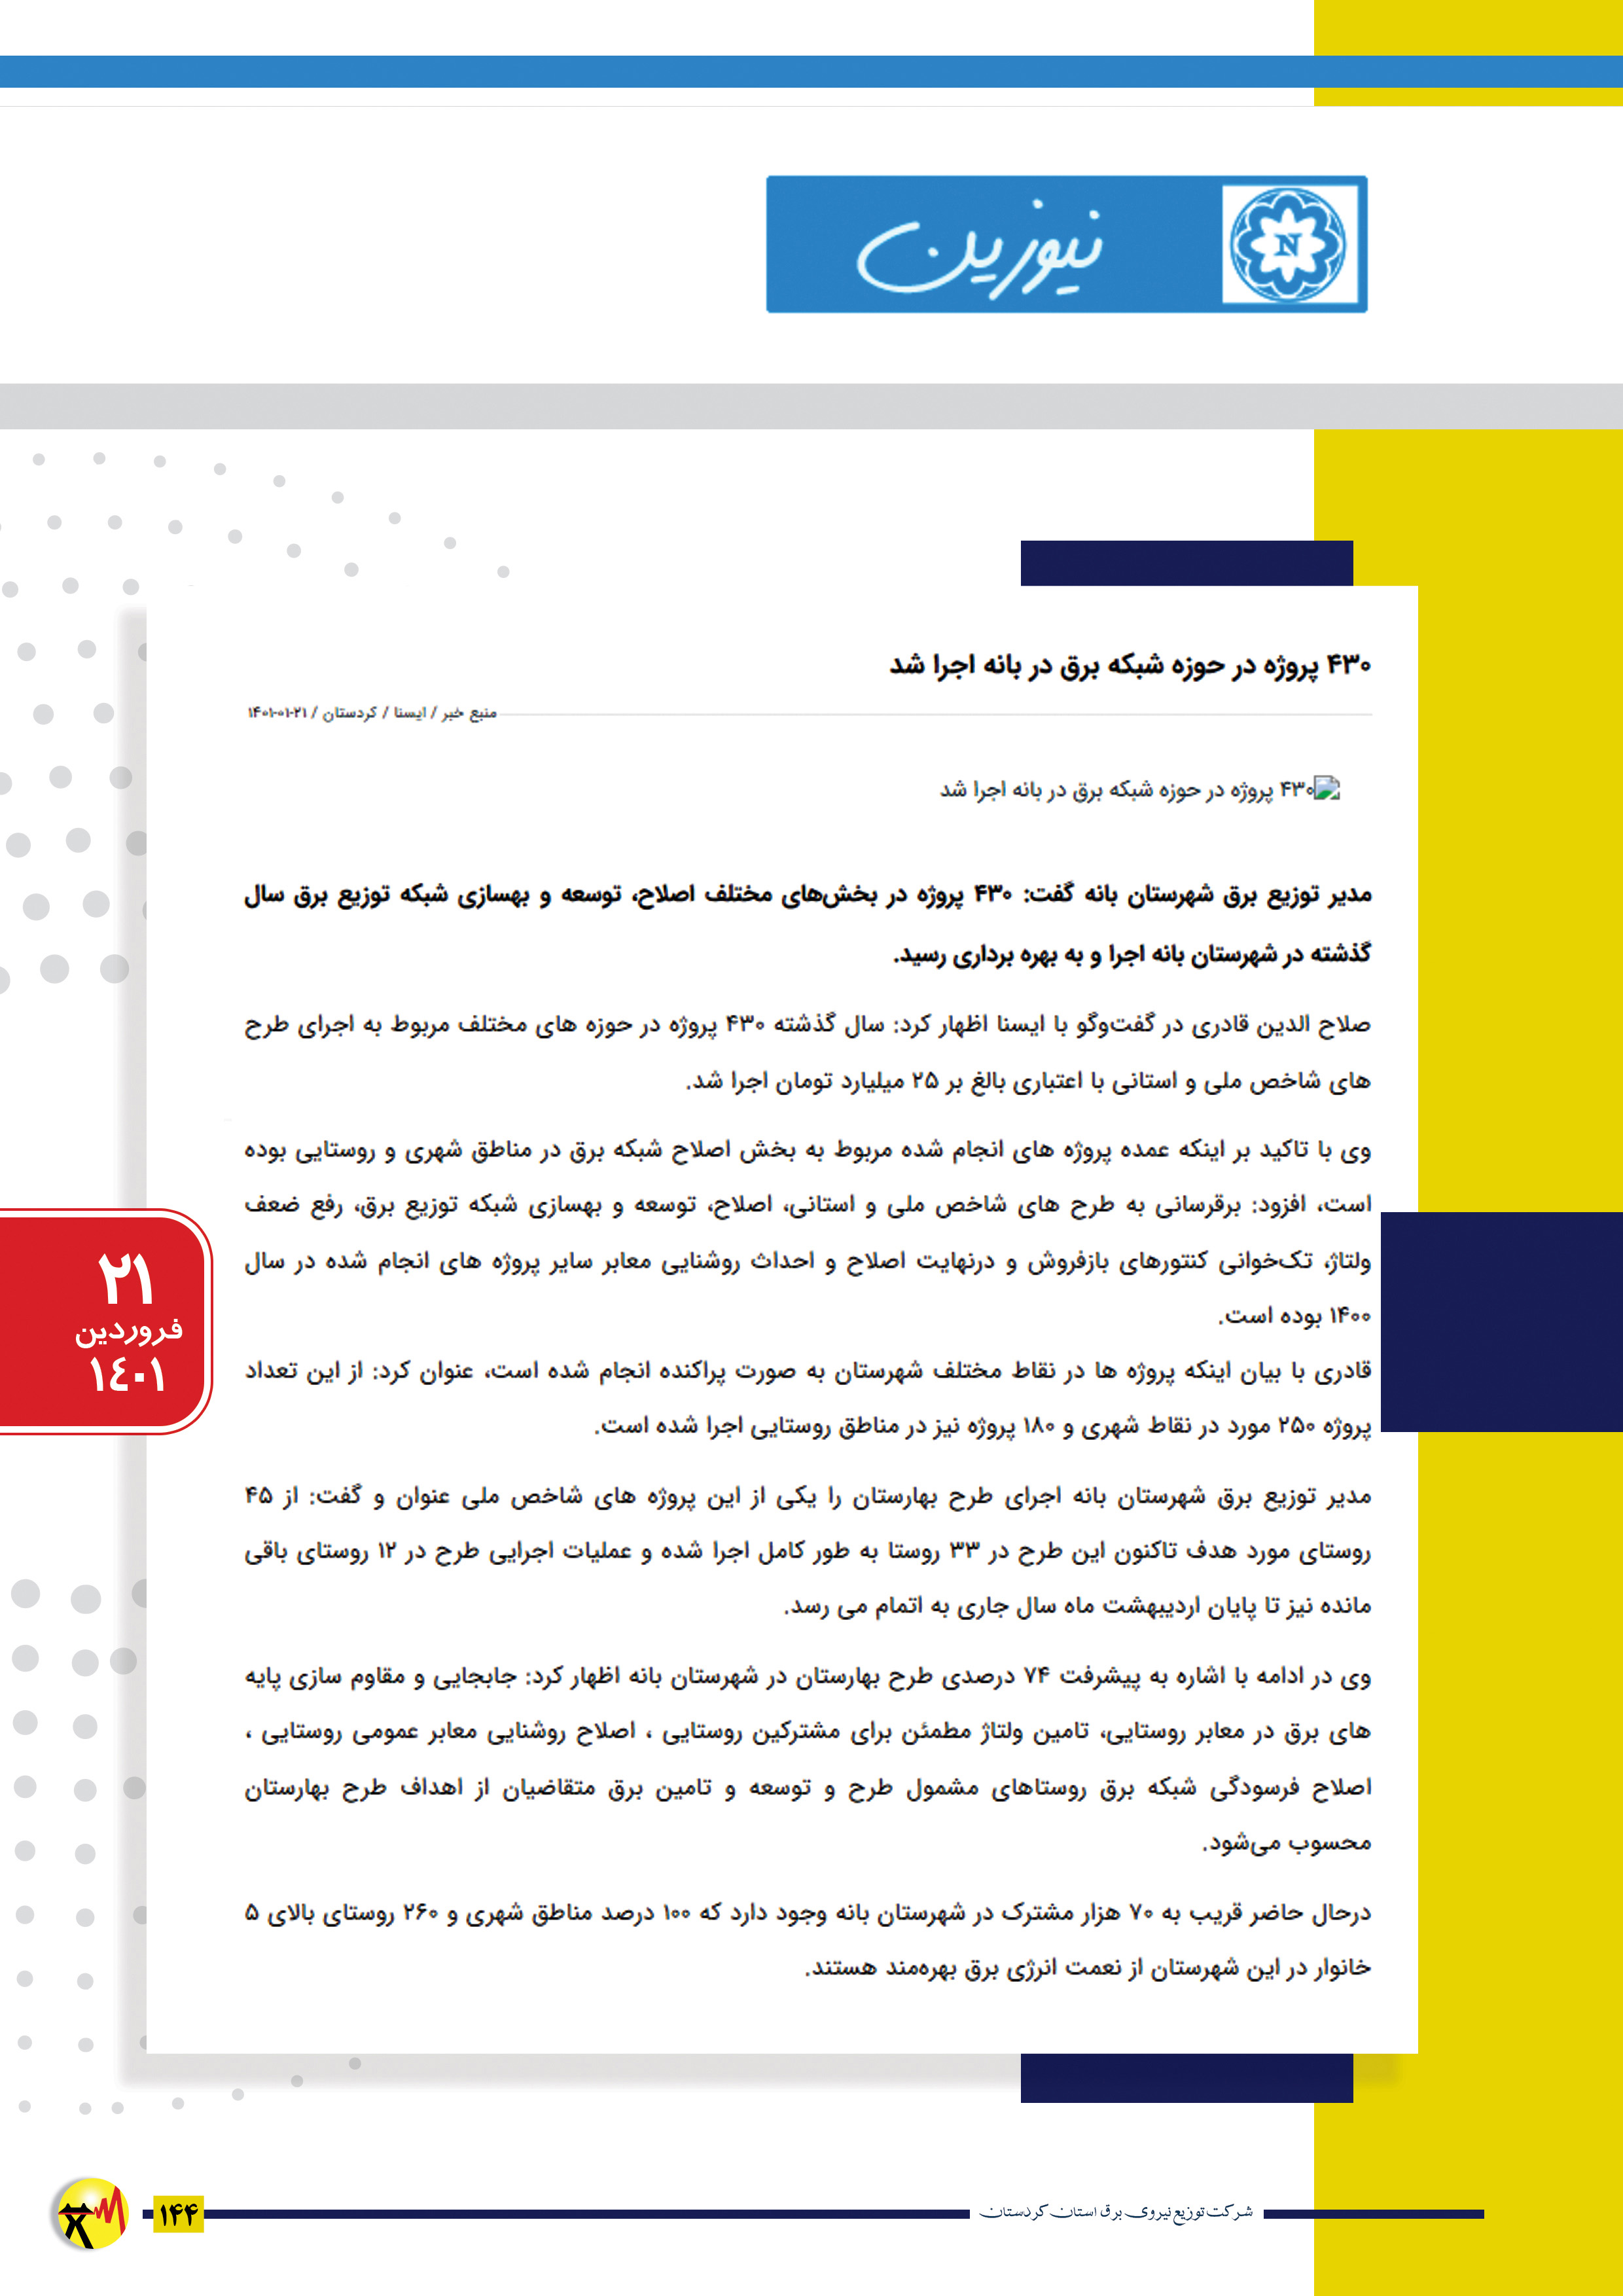 نیوزین
N
۴۳۰ پروژه در حوزه شبکه برق در بانه اجرا شد
منبع خبر / ایسنا / کردستان / ۲۱-۰۱-۱۴۰۱
۴۳۰ پروژه در حوزه شبکه برق در بانه اجرا شد
مدیر توزیع برق شهرستان بانه گفت: ۴۳۰ پروژه در بخش‌های مختلف اصلاح، توسعه و بهسازی شبکه توزیع برق سال
گذشته در شهرستان بانه اجرا و به بهره برداری رسید.
صلاح الدین قادری در گفت‌وگو با ایسنا اظهار کرد: سال گذشته ۴۳۰ پروژه در حوزه های مختلف مربوط به اجرای طرح
های شاخص ملی و استانی با اعتباری بالغ بر ۲۵ میلیارد تومان اجرا شد.
وی با تاکید بر اینکه عمده پروژه های انجام شده مربوط به بخش اصلاح شبکه برق در مناطق شهری و روستایی بوده
است، افزود: برقرسانی به طرح های شاخص ملی و استانی، اصلاح، توسعه و بهسازی شبکه توزیع برق، رفع ضعف
ولتاژ، تک‌خوانی کنتورهای بازفروش و درنهایت اصلاح و احداث روشنایی معابر سایر پروژه های انجام شده در سال
۱۴۰۰ بوده است.
قادری با بیان اینکه پروژه ها در نقاط مختلف شهرستان به صورت پراکنده انجام شده است، عنوان کرد: از این تعداد
پروژه ۲۵۰ مورد در نقاط شهری و ۱۸۰ پروژه نیز در مناطق روستایی اجرا شده است.
مدیر توزیع برق شهرستان بانه اجرای طرح بهارستان را یکی از این پروژه های شاخص ملی عنوان و گفت: از ۴۵
روستای مورد هدف تاکنون این طرح در ۳۳ روستا به طور کامل اجرا شده و عملیات اجرایی طرح در ۱۲ روستای باقی
مانده نیز تا پایان اردیبهشت ماه سال جاری به اتمام می رسد.
وی در ادامه با اشاره به پیشرفت ۷۴ درصدی طرح بهارستان در شهرستان بانه اظهار کرد: جابجایی و مقاوم سازی پایه
های برق در معابر روستایی، تامین ولتاژ مطمئن برای مشترکین روستایی ، اصلاح روشنایی معابر عمومی روستایی ،
اصلاح فرسودگی شبکه برق روستاهای مشمول طرح و توسعه و تامین برق متقاضیان از اهداف طرح بهارستان
محسوب می‌شود.
درحال حاضر قریب به ۷۰ هزار مشترک در شهرستان بانه وجود دارد که ۱۰۰ درصد مناطق شهری و ۲۶۰ روستای بالای ۵
خانوار در این شهرستان از نعمت انرژی برق بهره‌مند هستند.
۲۱
فروردین
۱٤۰۱
شرکت توزیع نیروی برق استان کردستان
۱۴۴